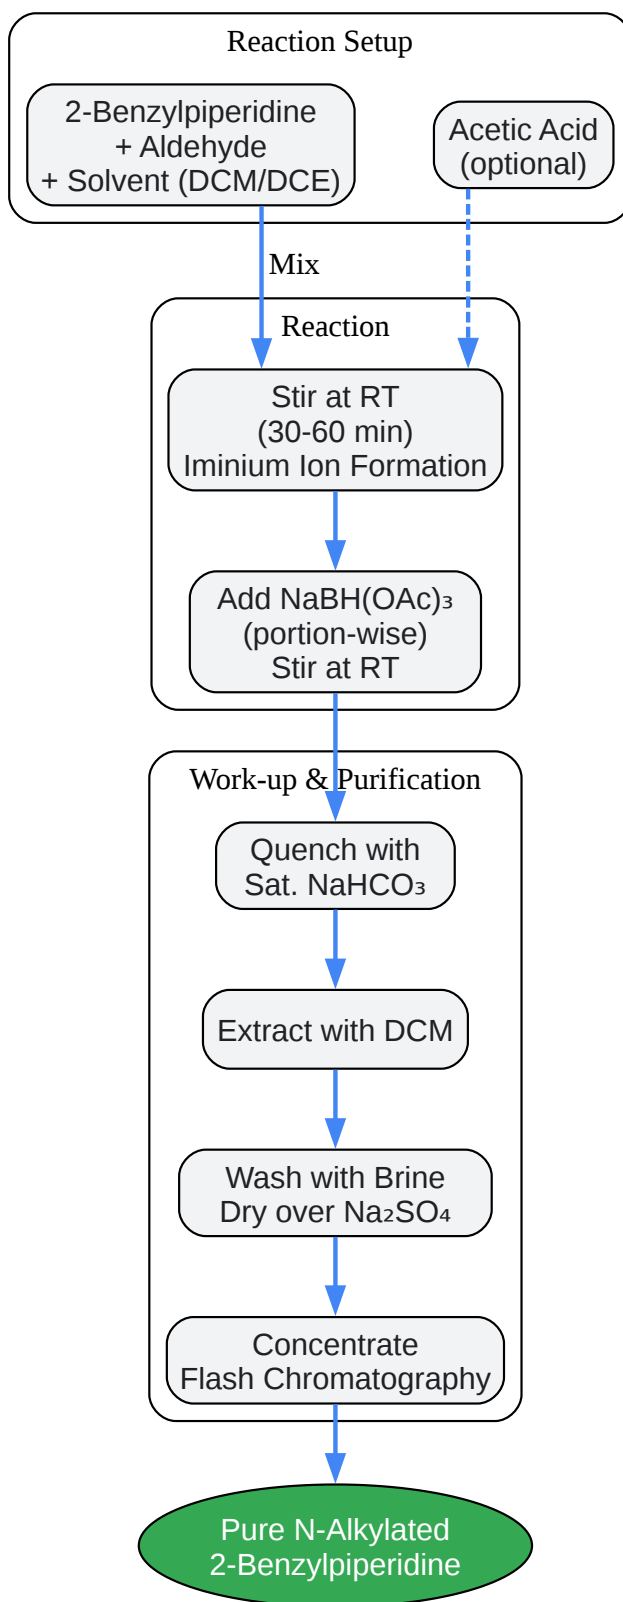 Reaction Setup
2-Benzylpiperidine
+ Aldehyde
+ Solvent (DCM/DCE)
Acetic Acid
(optional)
Mix
Reaction
Stir at RT
(30-60 min)
Iminium Ion Formation
Add NaBH(OAc)₃
(portion-wise)
Stir at RT
Work-up & Purification
Quench with
Sat. NaHCO₃
Extract with DCM
Wash with Brine
Dry over Na₂SO₄
Concentrate
Flash Chromatography
Pure N-Alkylated
2-Benzylpiperidine